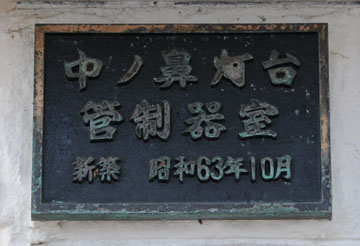 中ノ鼻灯台
管制器室
新築 昭和63年10月